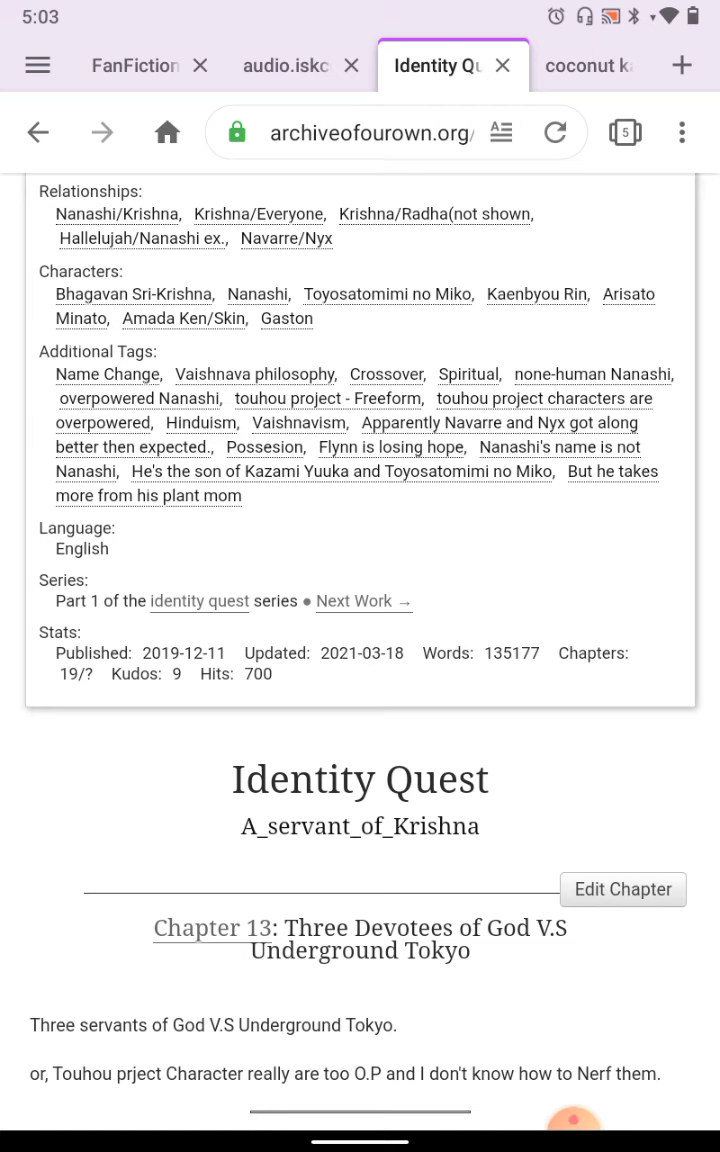 5:03
FanFiction
audio.iskc
Identity Qu
coconut ka
archiveofourown.org/
5
Relationships:
Nanashi/Krishna, Krishna/Everyone, Krishna/Radha(not shown,
Hallelujah/Nanashi ex., Navarre/Nyx
Characters:
Bhagavan Sri-Krishna, Nanashi, Toyosatomimi no Miko, Kaenbyou Rin, Arisato
Minato, Amada Ken/Skin, Gaston
Additional Tags:
Name Change, Vaishnava philosophy, Crossover, Spiritual, none-human Nanashi,
overpowered Nanashi, touhou project - Freeform, touhou project characters are
overpowered, Hinduism, Vaishnavism, Apparently Navarre and Nyx got along
better then expected., Possesion, Flynn is losing hope, Nanashi's name is not
Nanashi, He's the son of Kazami Yuuka and Toyosatomimi no Miko, But he takes
more from his plant mom
Language:
English
Series:
Part 1 of the identity quest series • Next Work →
Stats:
Published: 2019-12-11 Updated: 2021-03-18 Words: 135177 Chapters:
19/? Kudos: 9 Hits: 700
Identity Quest
A_servant_of_Krishna
Edit Chapter
Chapter 13: Three Devotees of God V.S
Underground Tokyo
Three servants of God V.S Underground Tokyo.
or, Touhou prject Character really are too O.P and I don't know how to Nerf them.